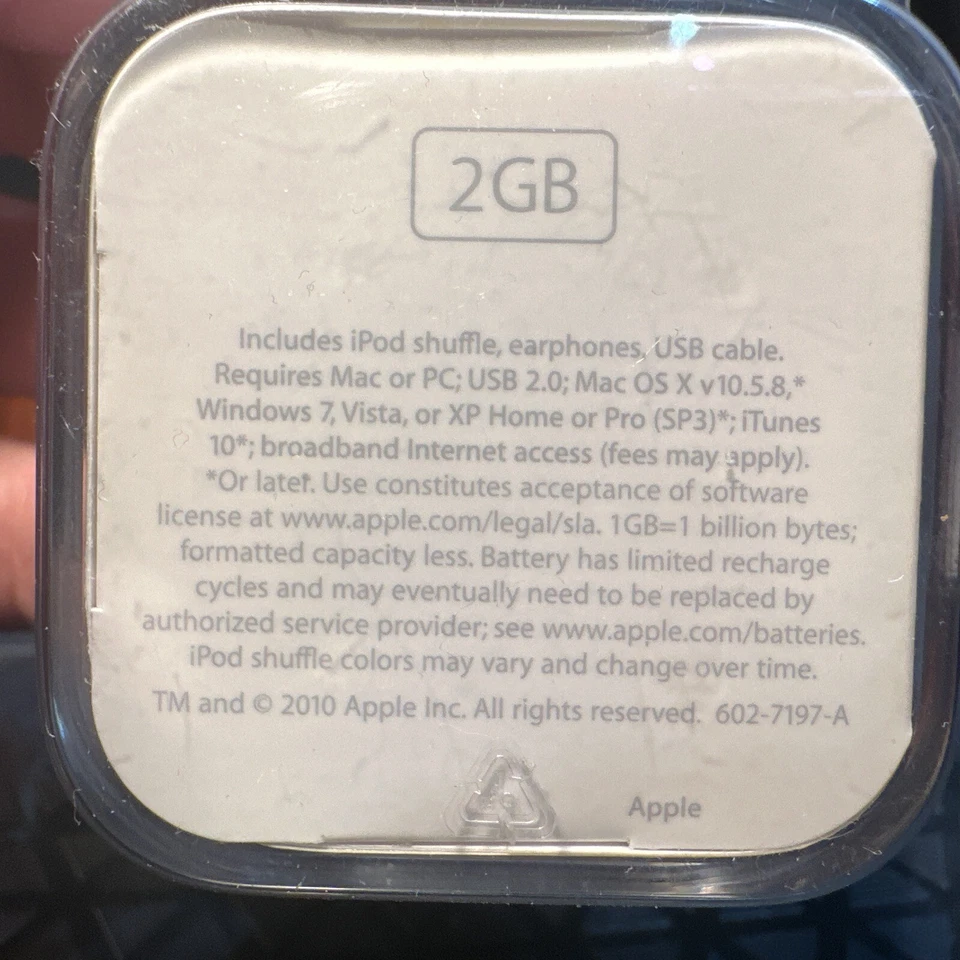 2GB
Includes iPod shuffle, earphones, USB cable.
Requires Mac or PC; USB 2.0; Mac OS X v10.5.8,*
Windows 7, Vista, or XP Home or Pro (SP3)*; iTunes
10*; broadband Internet access (fees may apply).
*Or later. Use constitutes acceptance of software
license at www.apple.com/legal/sla. 1GB=1 billion bytes;
formatted capacity less. Battery has limited recharge
cycles and may eventually need to be replaced by
authorized service provider; see www.apple.com/batteries.
iPod shuffle colors may vary and change over time.
TM and © 2010 Apple Inc. All rights reserved. 602-7197-A
Apple